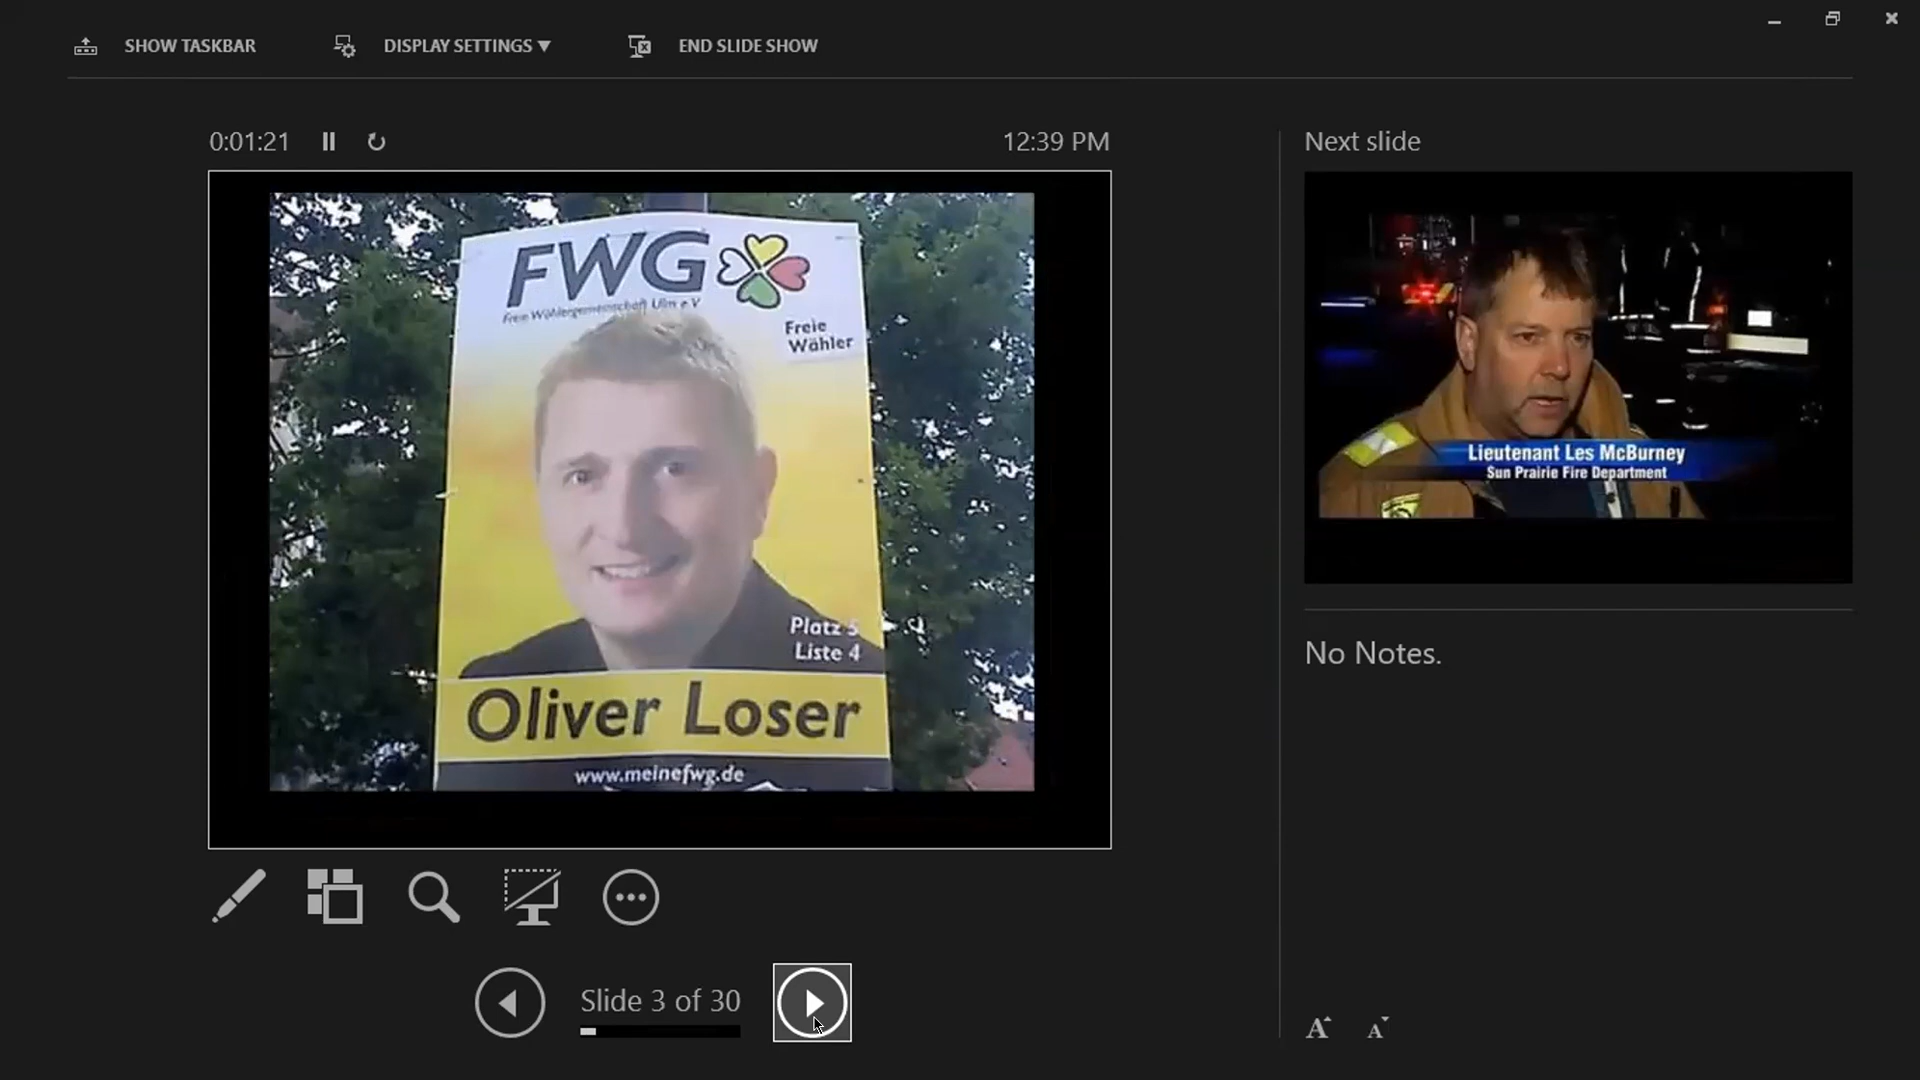 SHOW TASKBAR
DISPLAY SETTINGS ▼
END SLIDE SHOW
0:01:21
12:39 PM
Next slide
FWG
Freie Wählergemeinschaft Ulm e.V
Freie
Wähler
Platz 5
Liste 4
Oliver Loser
www.meinefwg.de
Lieutenant Les McBurney
Sun Prairie Fire Department
No Notes.
Slide 3 of 30
A
A